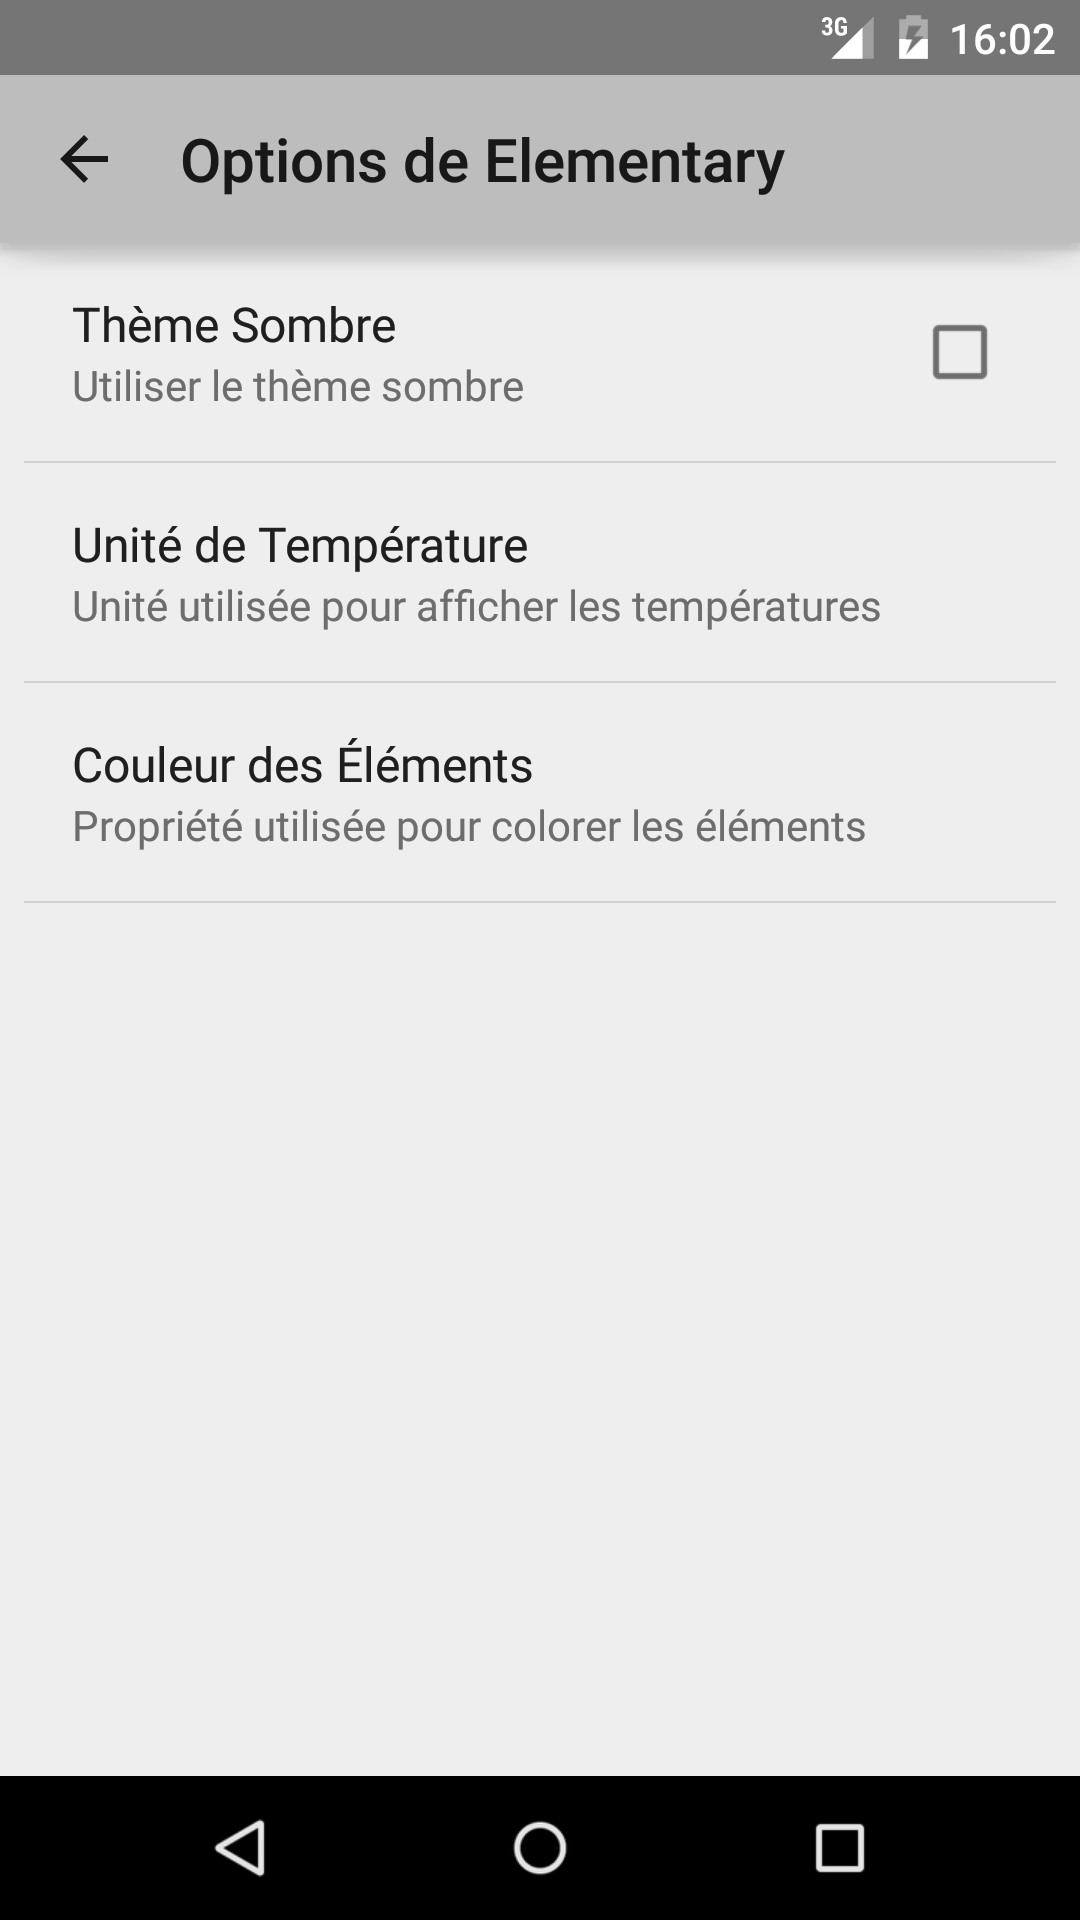 3G 16:02
Options de Elementary
Thème Sombre
Utiliser le thème sombre
Unité de Température
Unité utilisée pour afficher les températures
Couleur des Éléments
Propriété utilisée pour colorer les éléments